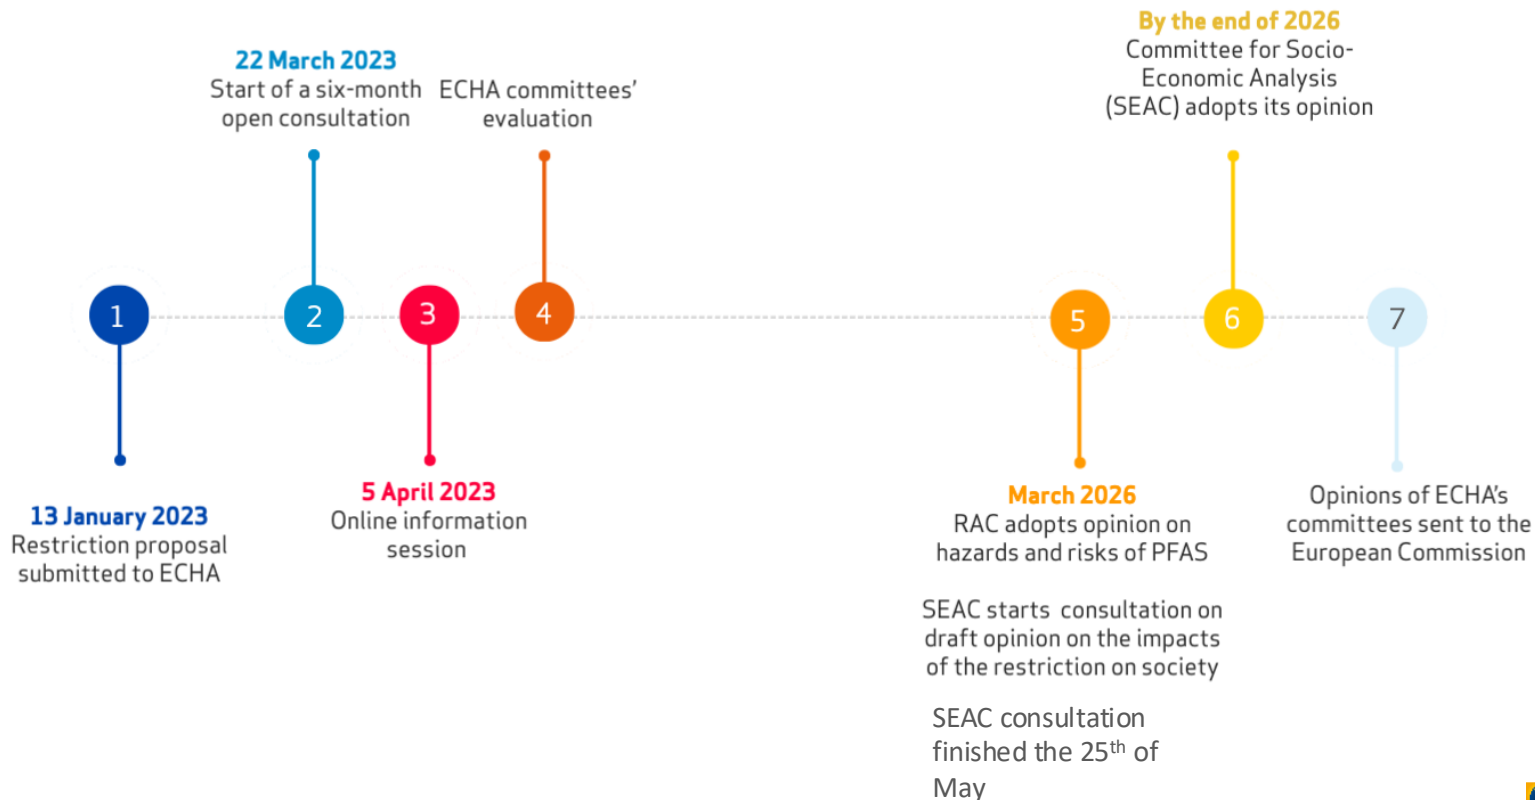 22 March 2023
Start of a six-month
open consultation
ECHA committees’
evaluation
By the end of 2026
Committee for Socio-
Economic Analysis
(SEAC) adopts its opinion
1
2
3
4
5
6
7
13 January 2023
Restriction proposal
submitted to ECHA
5 April 2023
Online information
session
March 2026
RAC adopts opinion on
hazards and risks of PFAS
SEAC starts consultation on
draft opinion on the impacts
of the restriction on society
SEAC consultation
finished the 25th of
May
Opinions of ECHA’s
committees sent to the
European Commission